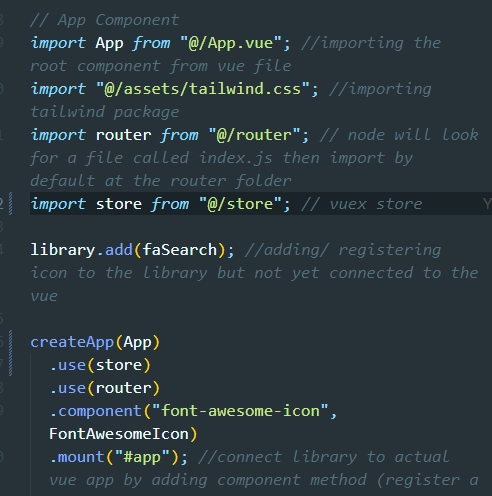 // App Component
import App from "@/App.vue"; //importing the
root component from vue file
import "@/assets/tailwind.css"; //importing
tailwind package
import router from "@/router"; // node will look
for a file called index.js then import by
default at the router folder
import store from "@/store"; // vuex store
library.add(faSearch); //adding/ registering
icon to the library but not yet connected to the
vue
createApp(App)
.use(store)
.use(router)
.component("font-awesome-icon",
FontAwesomeIcon)
.mount("#app"); //connect library to actual
vue app by adding component method (register a